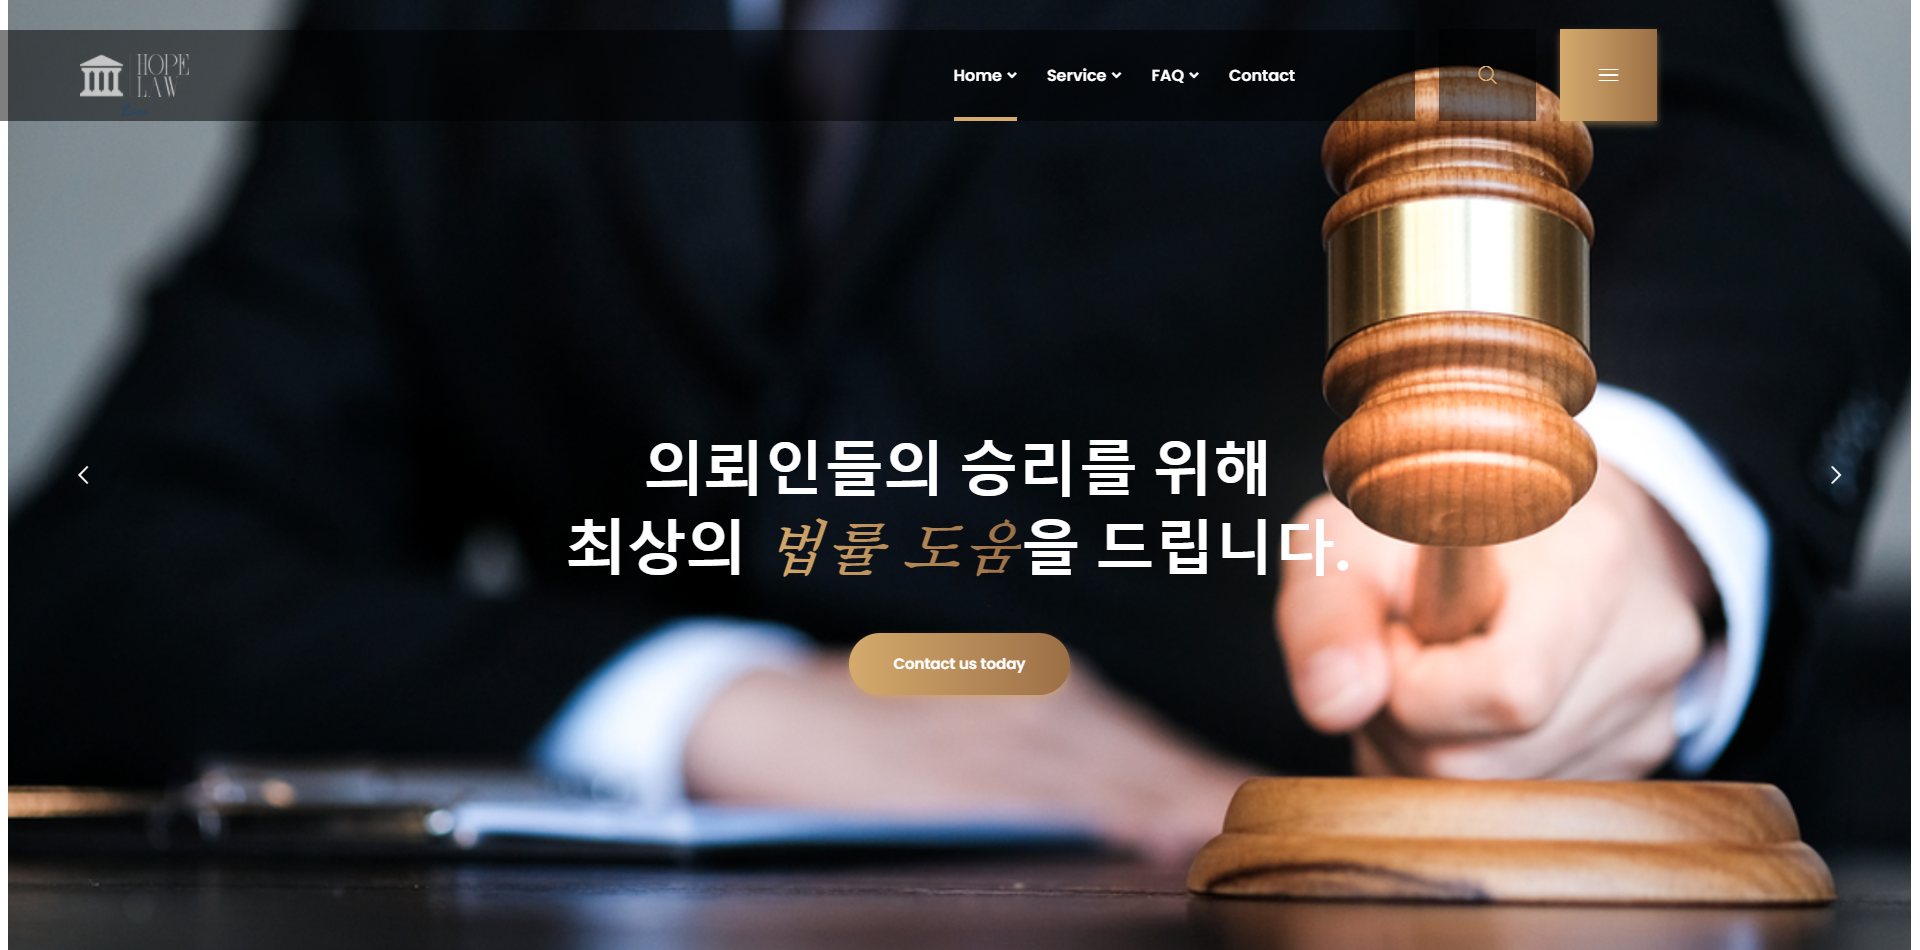 HOPE
LAW
Home
Service
FAQ
Contact
의뢰인들의 승리를 위해
최상의 법률 도움을 드립니다.
Contact us today